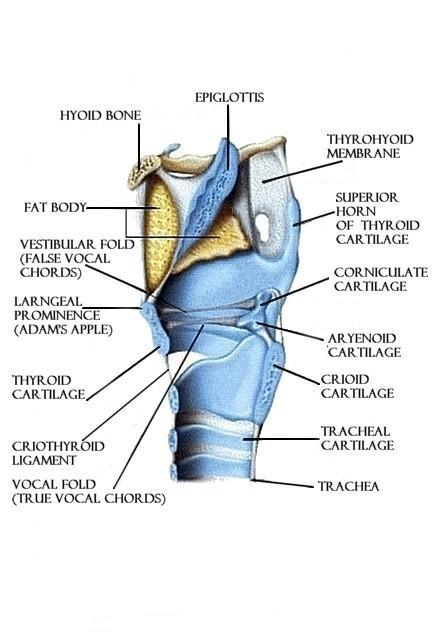 EPIGLOTTIS
HYOID BONE
THYROHYOID
MEMBRANE
FAT BODY
SUPERIOR
HORN
OF THYROID
CARTILAGE
VESTIBULAR FOLD
(FALSE VOCAL
CHORDS)
CORNICULATE
CARTILAGE
LARNGEAL
PROMINENCE
(ADAM'S APPLE)
ARYENOID
CARTILAGE
THYROID
CARTILAGE
CRIOID
CARTILAGE
CRIOTHYROID
LIGAMENT
TRACHEAL
CARTILAGE
VOCAL FOLD
(TRUE VOCAL CHORDS)
TRACHEA